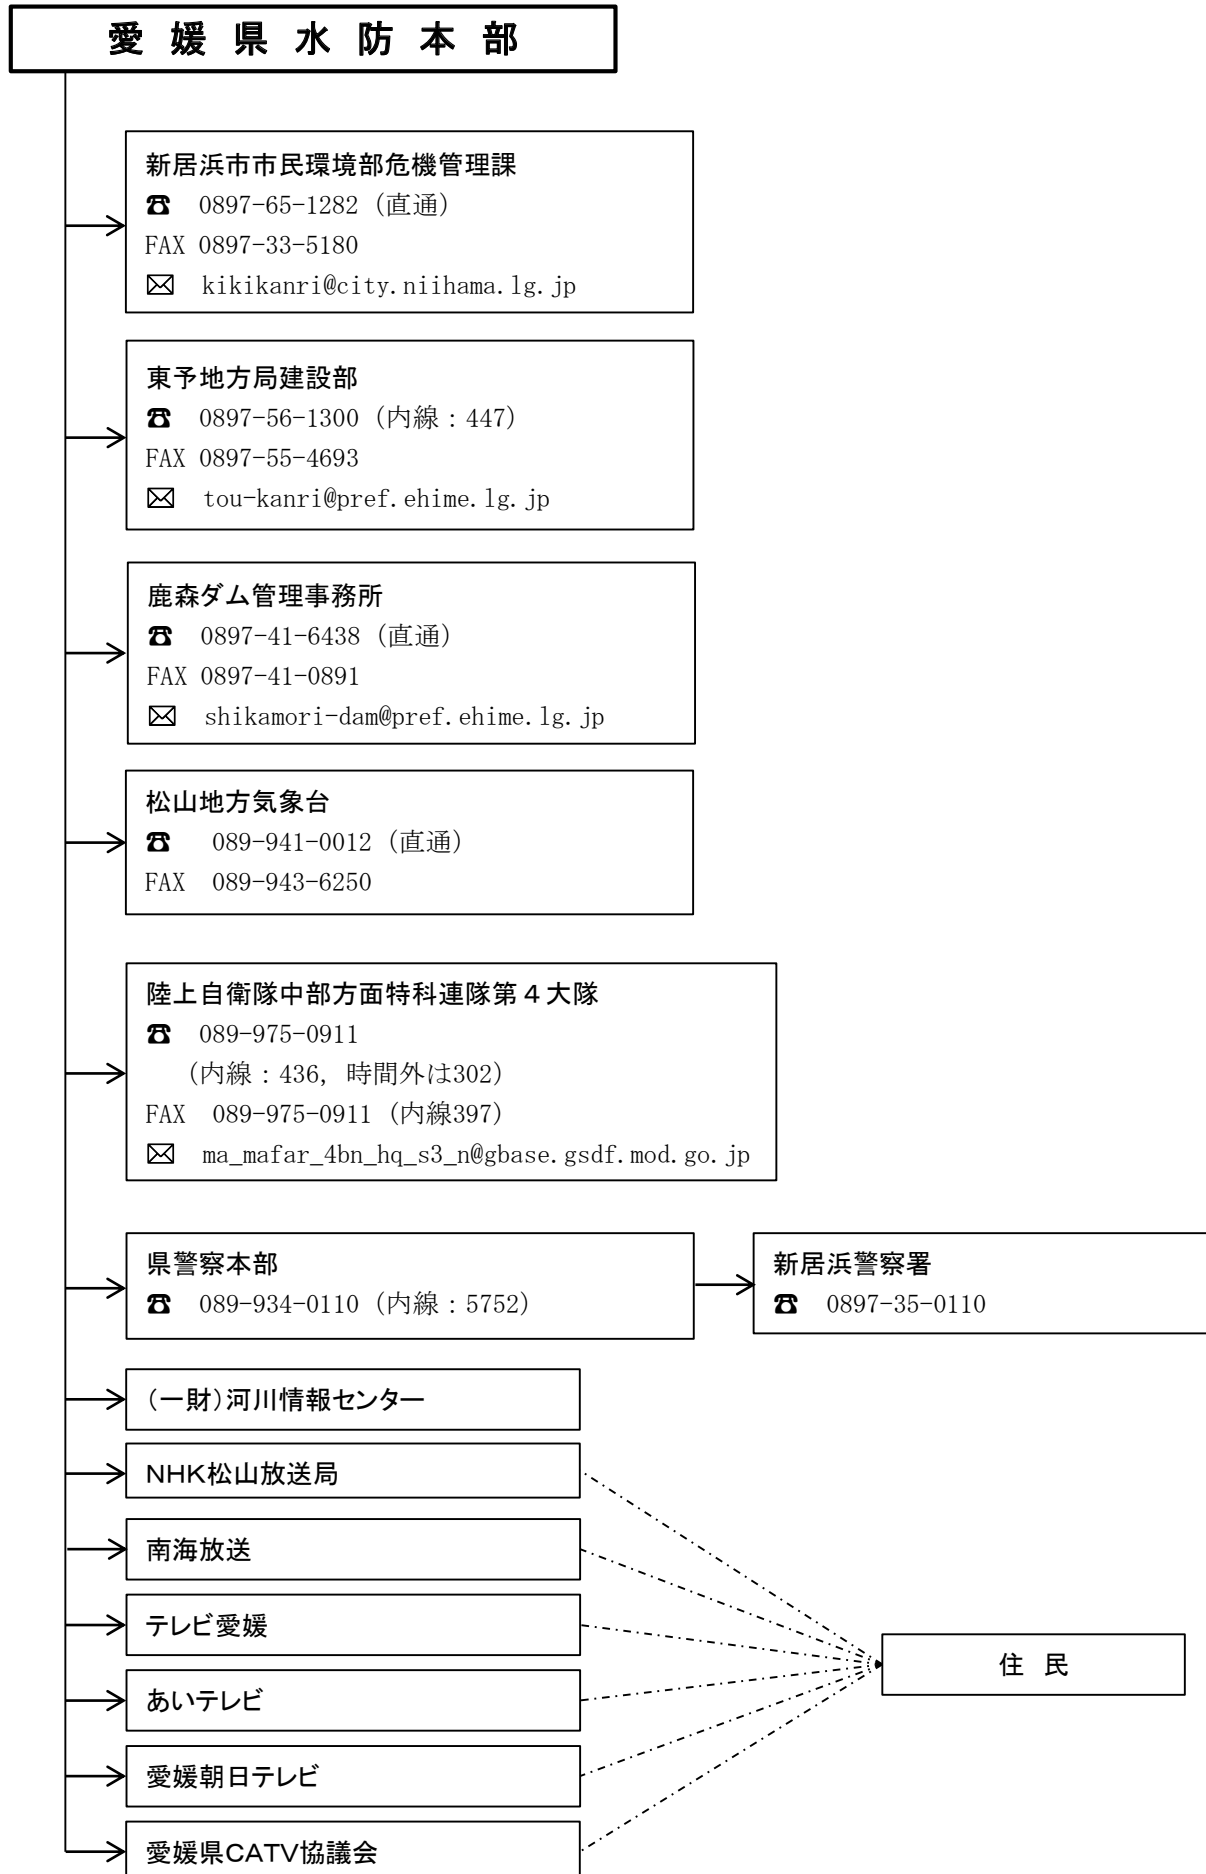 愛媛県水防本部
新居浜市市民環境部危機管理課
☎ 0897-65-1282（直通）
FAX 0897-33-5180
✉ kikikanri@city.niihama.lg.jp
東予地方局建設部
☎ 0897-56-1300（内線：447）
FAX 0897-55-4693
✉ tou-kanri@pref.ehime.lg.jp
鹿森ダム管理事務所
☎ 0897-41-6438（直通）
FAX 0897-41-0891
✉ shikamori-dam@pref.ehime.lg.jp
松山地方気象台
☎ 089-941-0012（直通）
FAX 089-943-6250
陸上自衛隊中部方面特科連隊第４大隊
☎ 089-975-0911
（内線：436，時間外は302）
FAX 089-975-0911（内線397）
✉ ma_mafar_4bn_hq_s3_n@gbase.gsdf.mod.go.jp
県警察本部
☎ 089-934-0110（内線：5752）
新居浜警察署
☎ 0897-35-0110
（一財）河川情報センター
NHK松山放送局
南海放送
テレビ愛媛
住民
あいテレビ
愛媛朝日テレビ
愛媛県CATV協議会